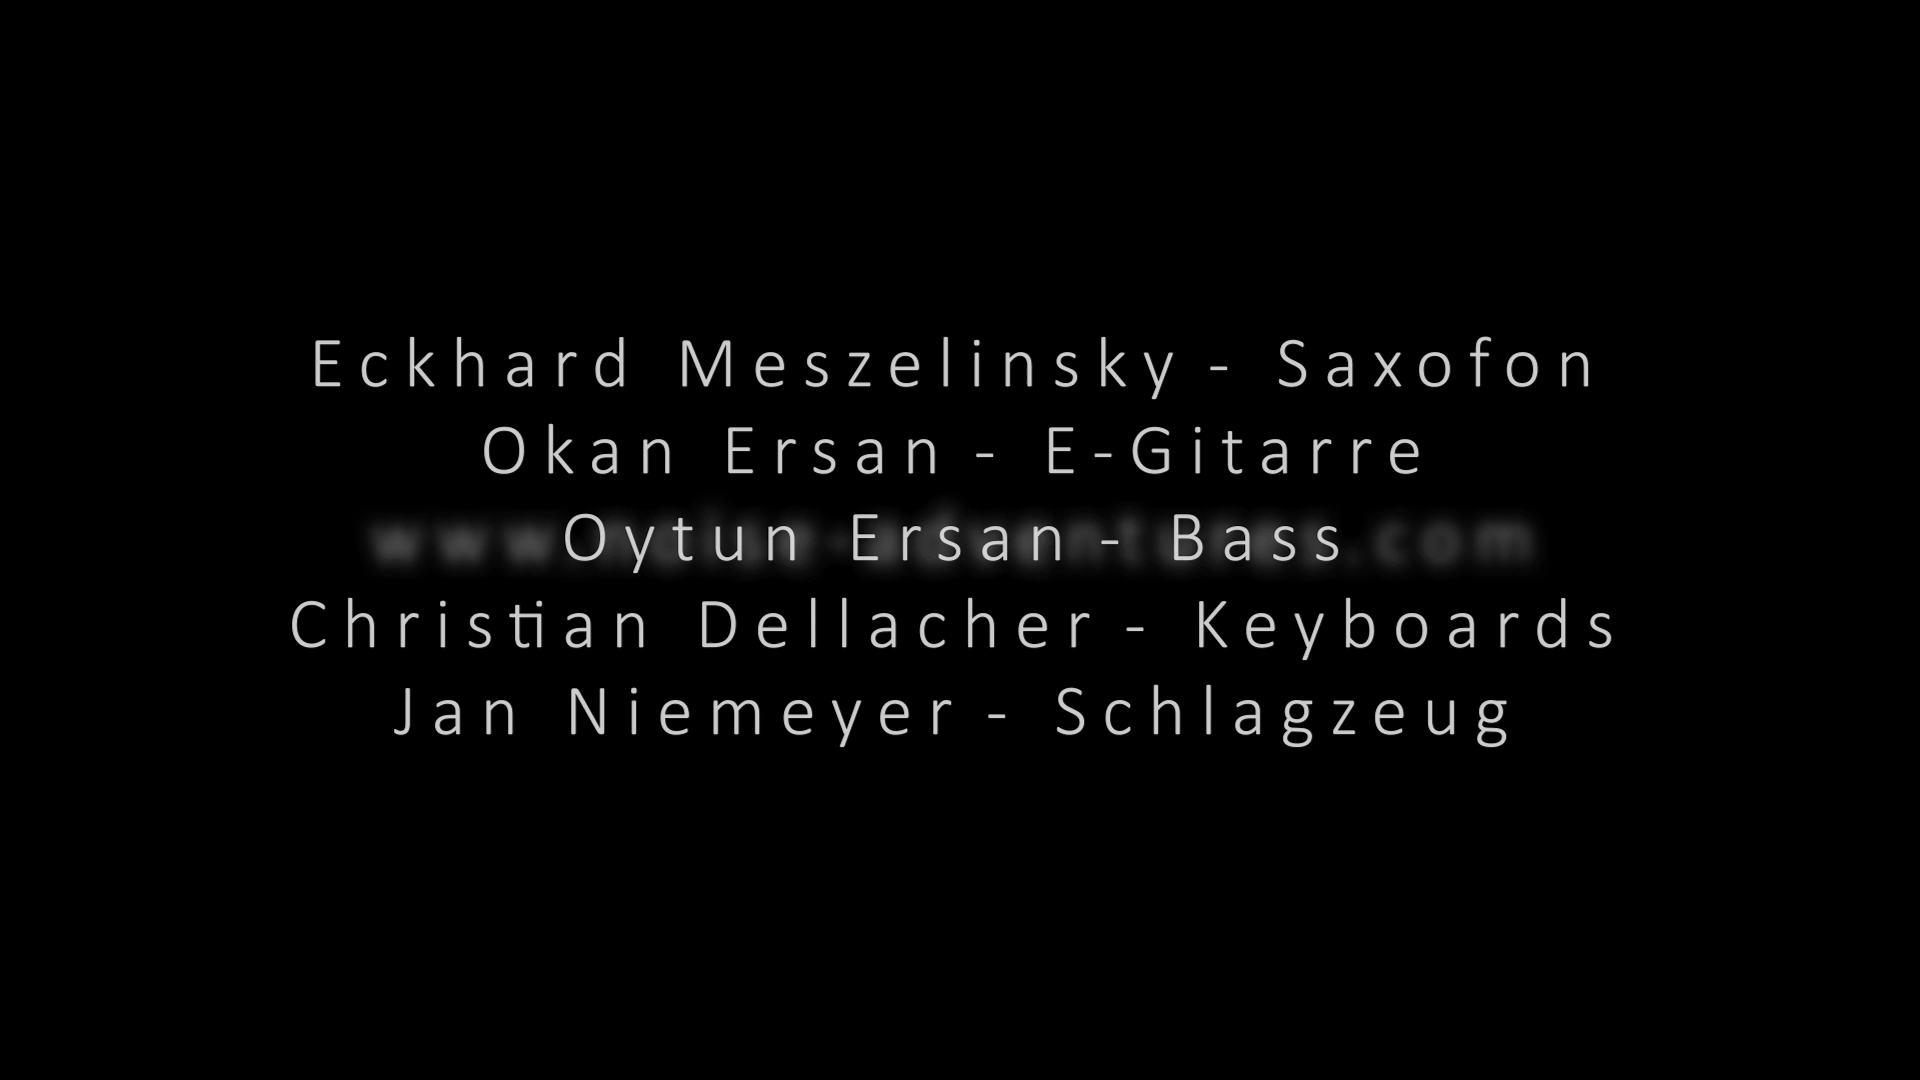 Eckhard Meszelinsky - Saxofon
Okan Ersan - E-Gitarre
Oytun Ersan - Bass
Christian Dellacher - Keyboards
Jan Niemeyer - Schlagzeug